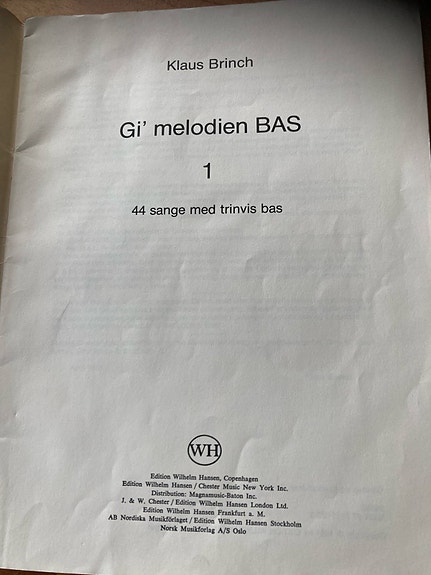 Klaus Brinch
Gi' melodien BAS
1
44 sange med trinvis bas
WH
Edition Wilhelm Hansen, Copenhagen
Edition Wilhelm Hansen / Chester Music New York Inc.
Distribution: Magnamusic-Baton Inc.
J. & W. Chester / Edition Wilhelm Hansen London Ltd.
Edition Wilhelm Hansen Frankfurt a. M.
AB Nordiska Musikförlaget / Edition Wilhelm Hansen Stockholm
Norsk Musikforlag A/S Oslo